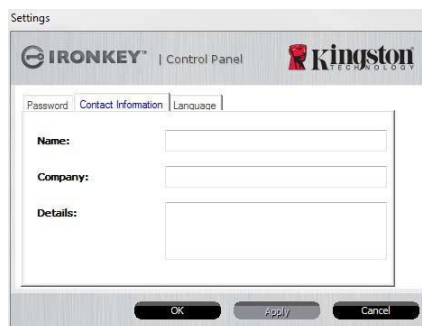 Settings
IRONKEY™ | Control Panel Kingston
TECHNOLOGY
Password Contact Information Language
Name:
Company:
Details:
OK Apply Cancel